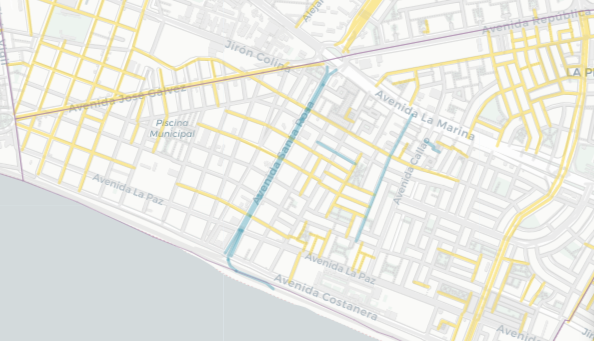 Avenida República
Jirón Colina
LA P
Avenida José Gálvez
Avenida La Marina
Piscina
Municipal
Avenida Santa Rosa
Avenida Callao
Avenida La Paz
Avenida La Paz
Avenida Costanera
Avenida